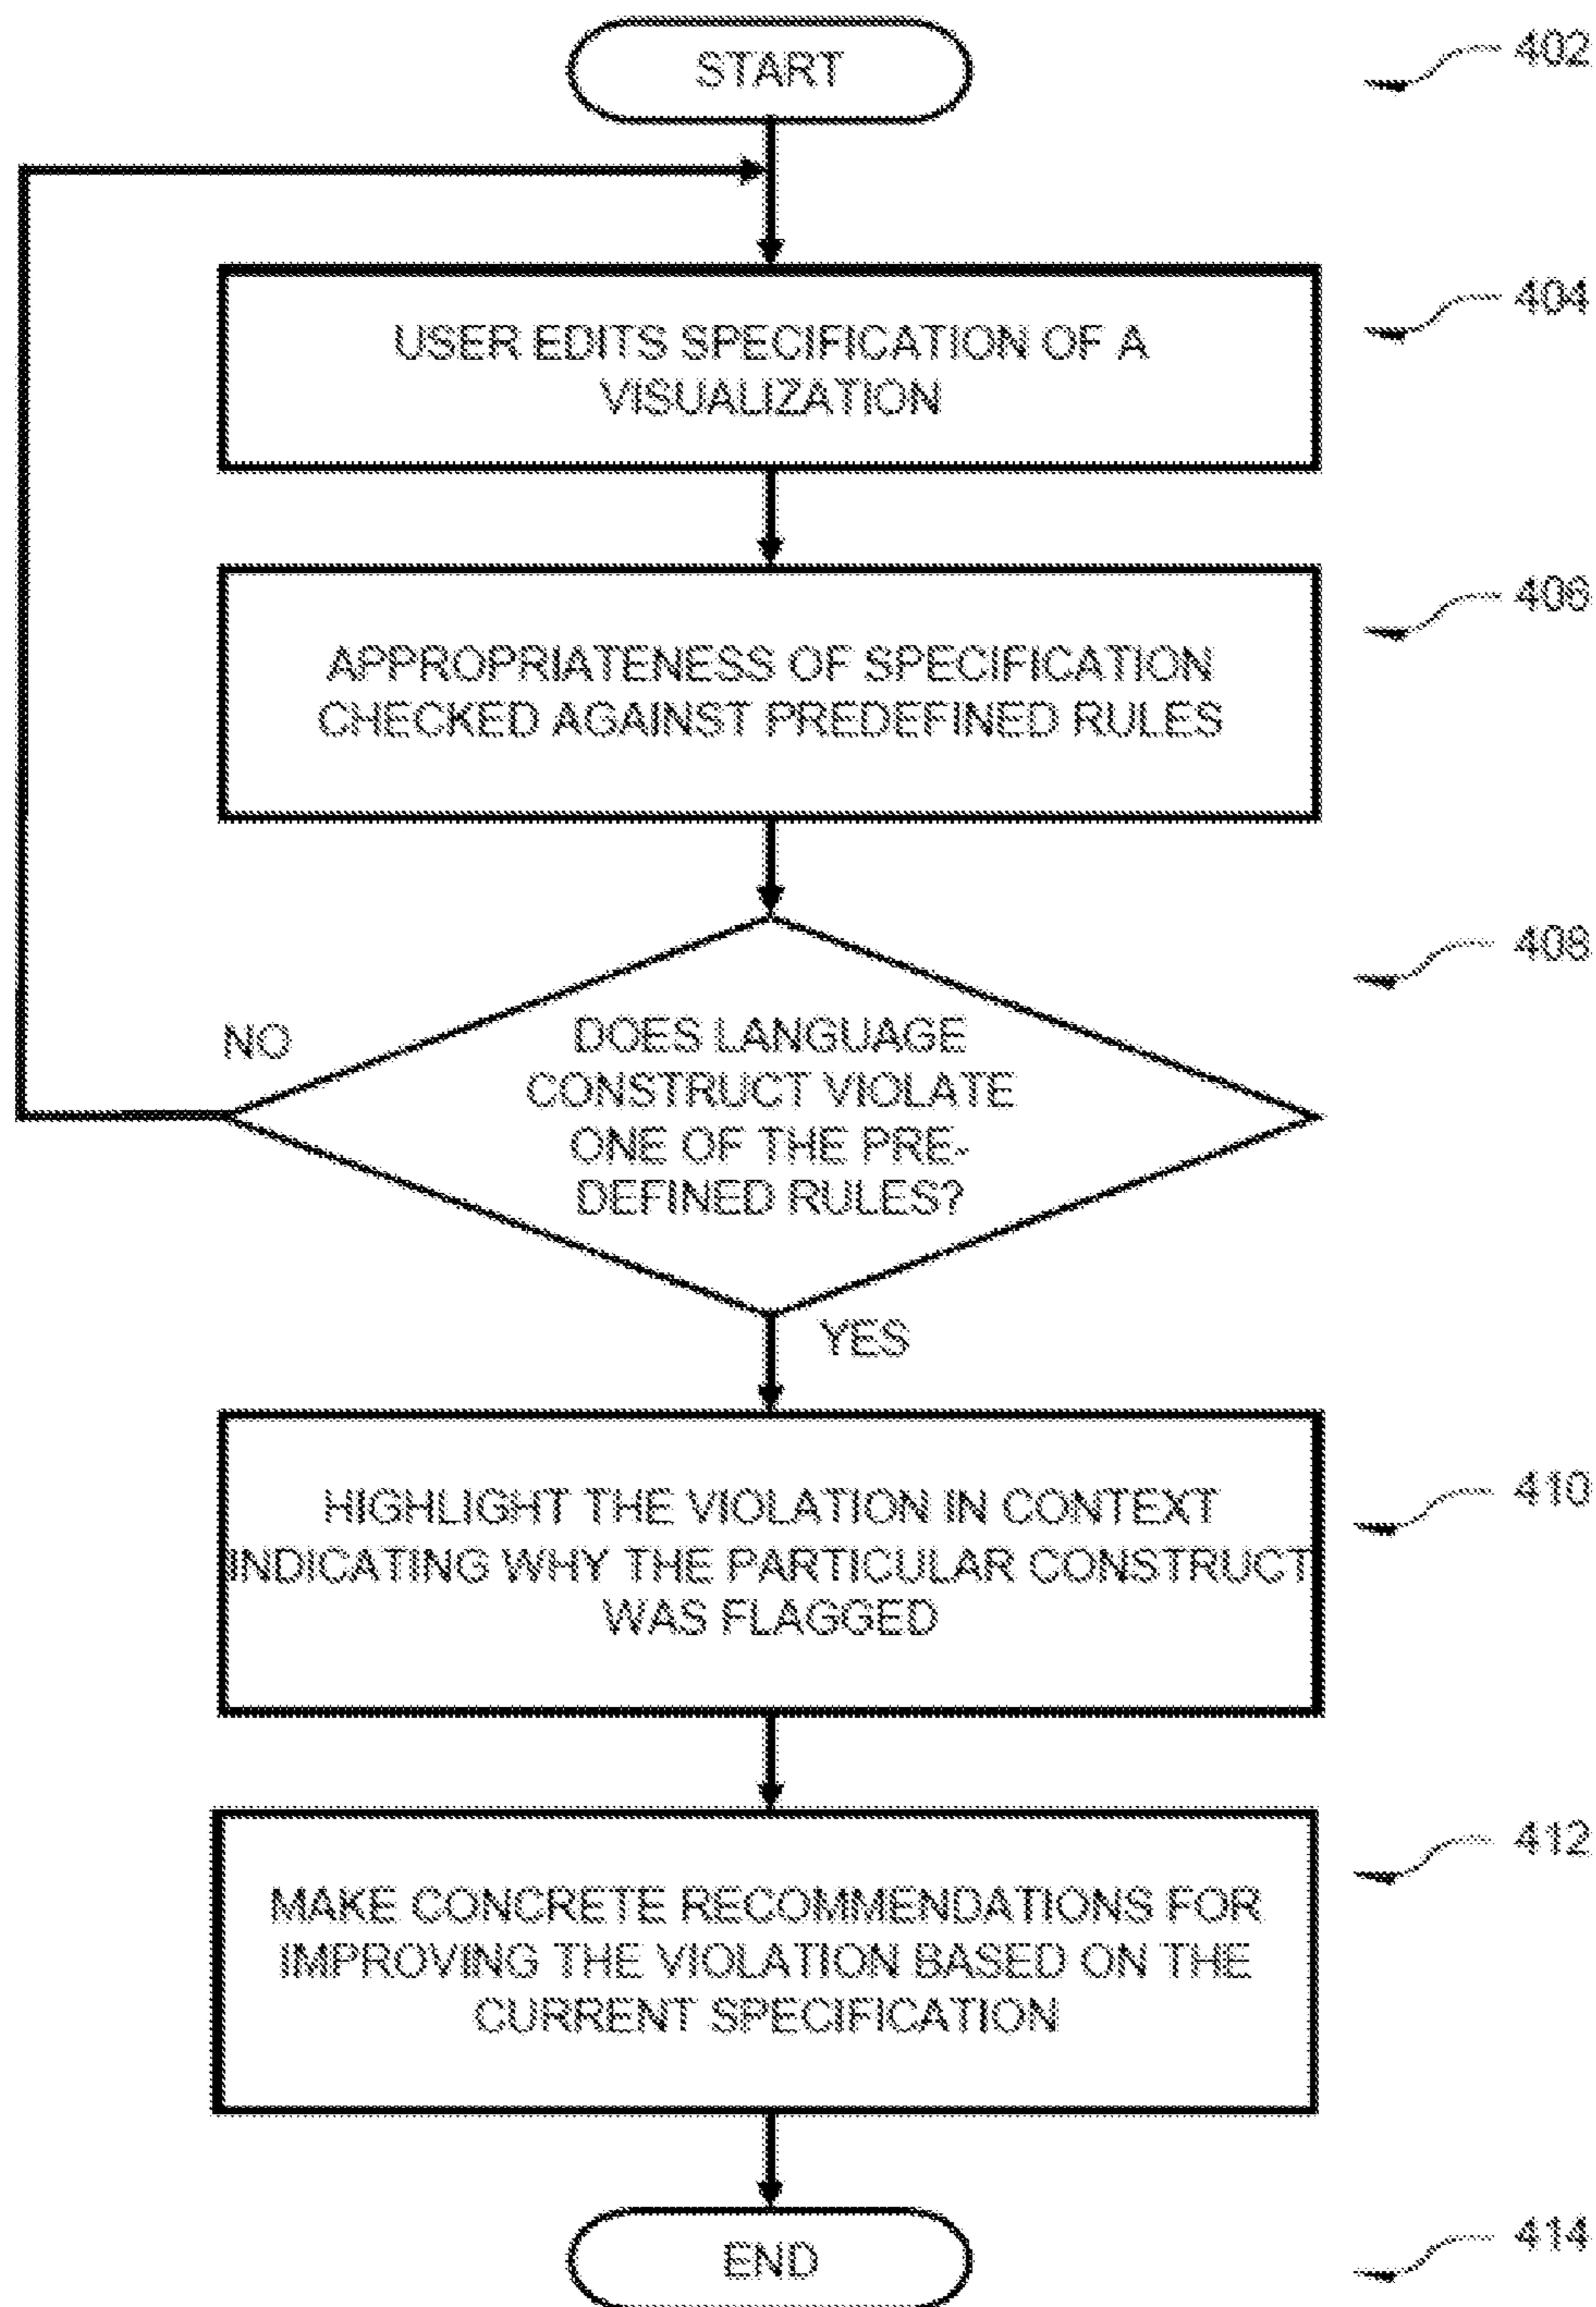 START
402
USER EDITS SPECIFICATION OF A
VISUALIZATION
404
APPROPRIATENESS OF SPECIFICATION
CHECKED AGAINST PREDEFINED RULES
406
DOES LANGUAGE
CONSTRUCT VIOLATE
ONE OF THE PRE-
DEFINED RULES?
408
NO
YES
HIGHLIGHT THE VIOLATION IN CONTEXT
INDICATING WHY THE PARTICULAR CONSTRUCT
WAS FLAGGED
410
MAKE CONCRETE RECOMMENDATIONS FOR
IMPROVING THE VIOLATION BASED ON THE
CURRENT SPECIFICATION
412
END
414